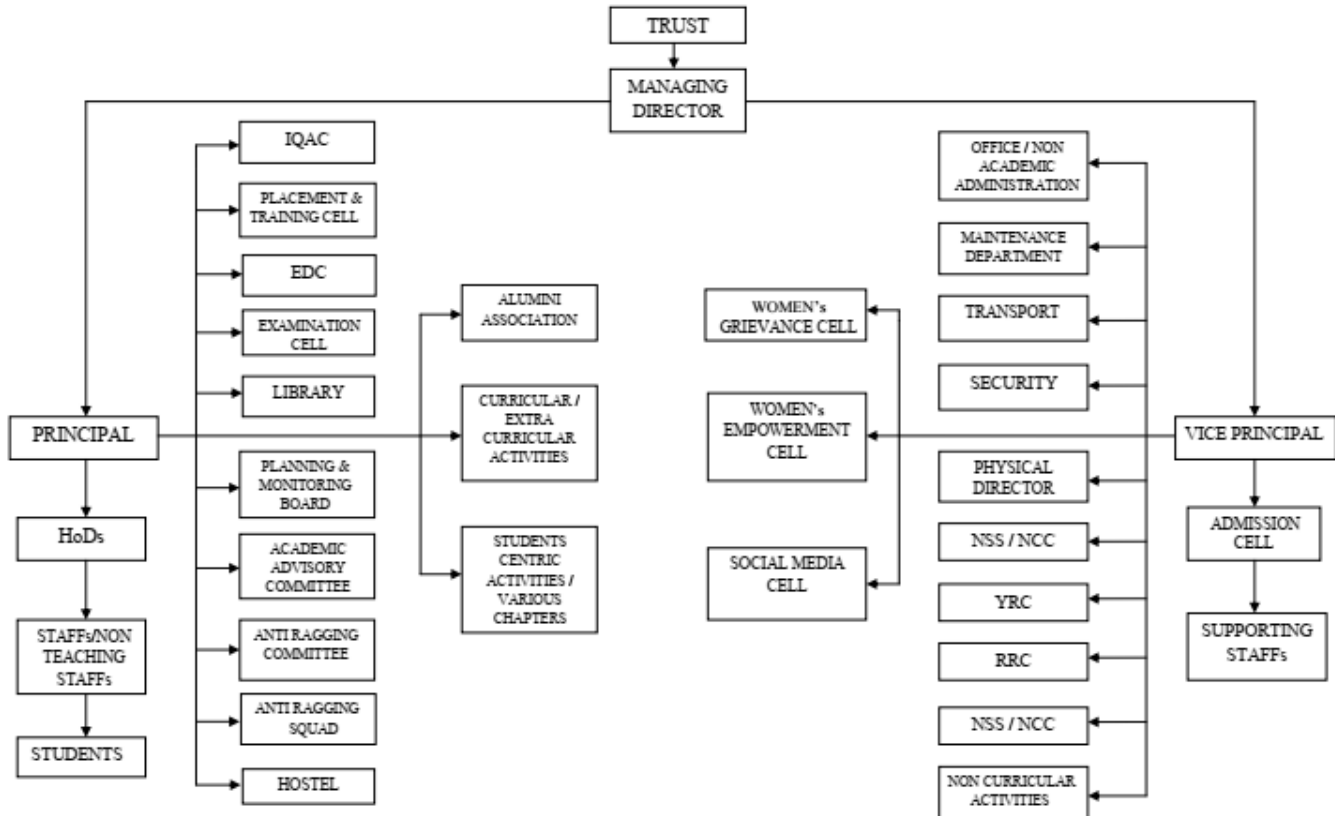 TRUST
MANAGING
DIRECTOR
IQAC
PLACEMENT &
TRAINING CELL
EDC
EXAMINATION
CELL
LIBRARY
PRINCIPAL
HoDs
STAFFs/NON
TEACHING
STAFFs
STUDENTS
PLANNING &
MONITORING
BOARD
ACADEMIC
ADVISORY
COMMITTEE
ANTI RAGGING
COMMITTEE
ANTI RAGGING
SQUAD
HOSTEL
ALUMINI
ASSOCIATION
CURRICULAR /
EXTRA
CURRICULAR
ACTIVITIES
STUDENTS
CENTRIC
ACTIVITIES /
VARIOUS
CHAPTERS
WOMEN's
GRIEVANCE CELL
WOMEN's
EMPOWERMENT
CELL
SOCIAL MEDIA
CELL
OFFICE / NON
ACADEMIC
ADMINISTRATION
MAINTENANCE
DEPARTMENT
TRANSPORT
SECURITY
PHYSICAL
DIRECTOR
NSS / NCC
YRC
RRC
NSS / NCC
NON CURRICULAR
ACTIVITIES
VICE PRINCIPAL
ADMISSION
CELL
SUPPORTING
STAFFs